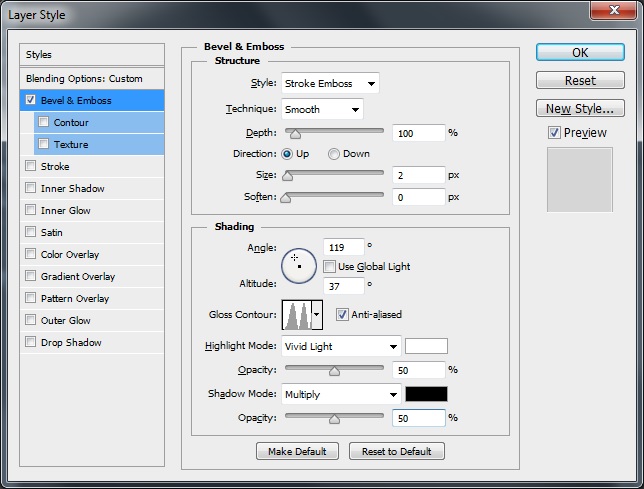 Layer Style
Styles
Blending Options: Custom
Bevel & Emboss
Contour
Texture
Stroke
Inner Shadow
Inner Glow
Satin
Color Overlay
Gradient Overlay
Pattern Overlay
Outer Glow
Drop Shadow
Bevel & Emboss
Structure
Style: Stroke Emboss
Technique: Smooth
Depth: 100 %
Direction: Up Down
Size: 2 px
Soften: 0 px
Shading
Angle: 119 °
Use Global Light
Altitude: 37 °
Gloss Contour: Anti-aliased
Highlight Mode: Vivid Light
Opacity: 50 %
Shadow Mode: Multiply
Opacity: 50 %
Make Default Reset to Default
OK
Reset
New Style...
Preview